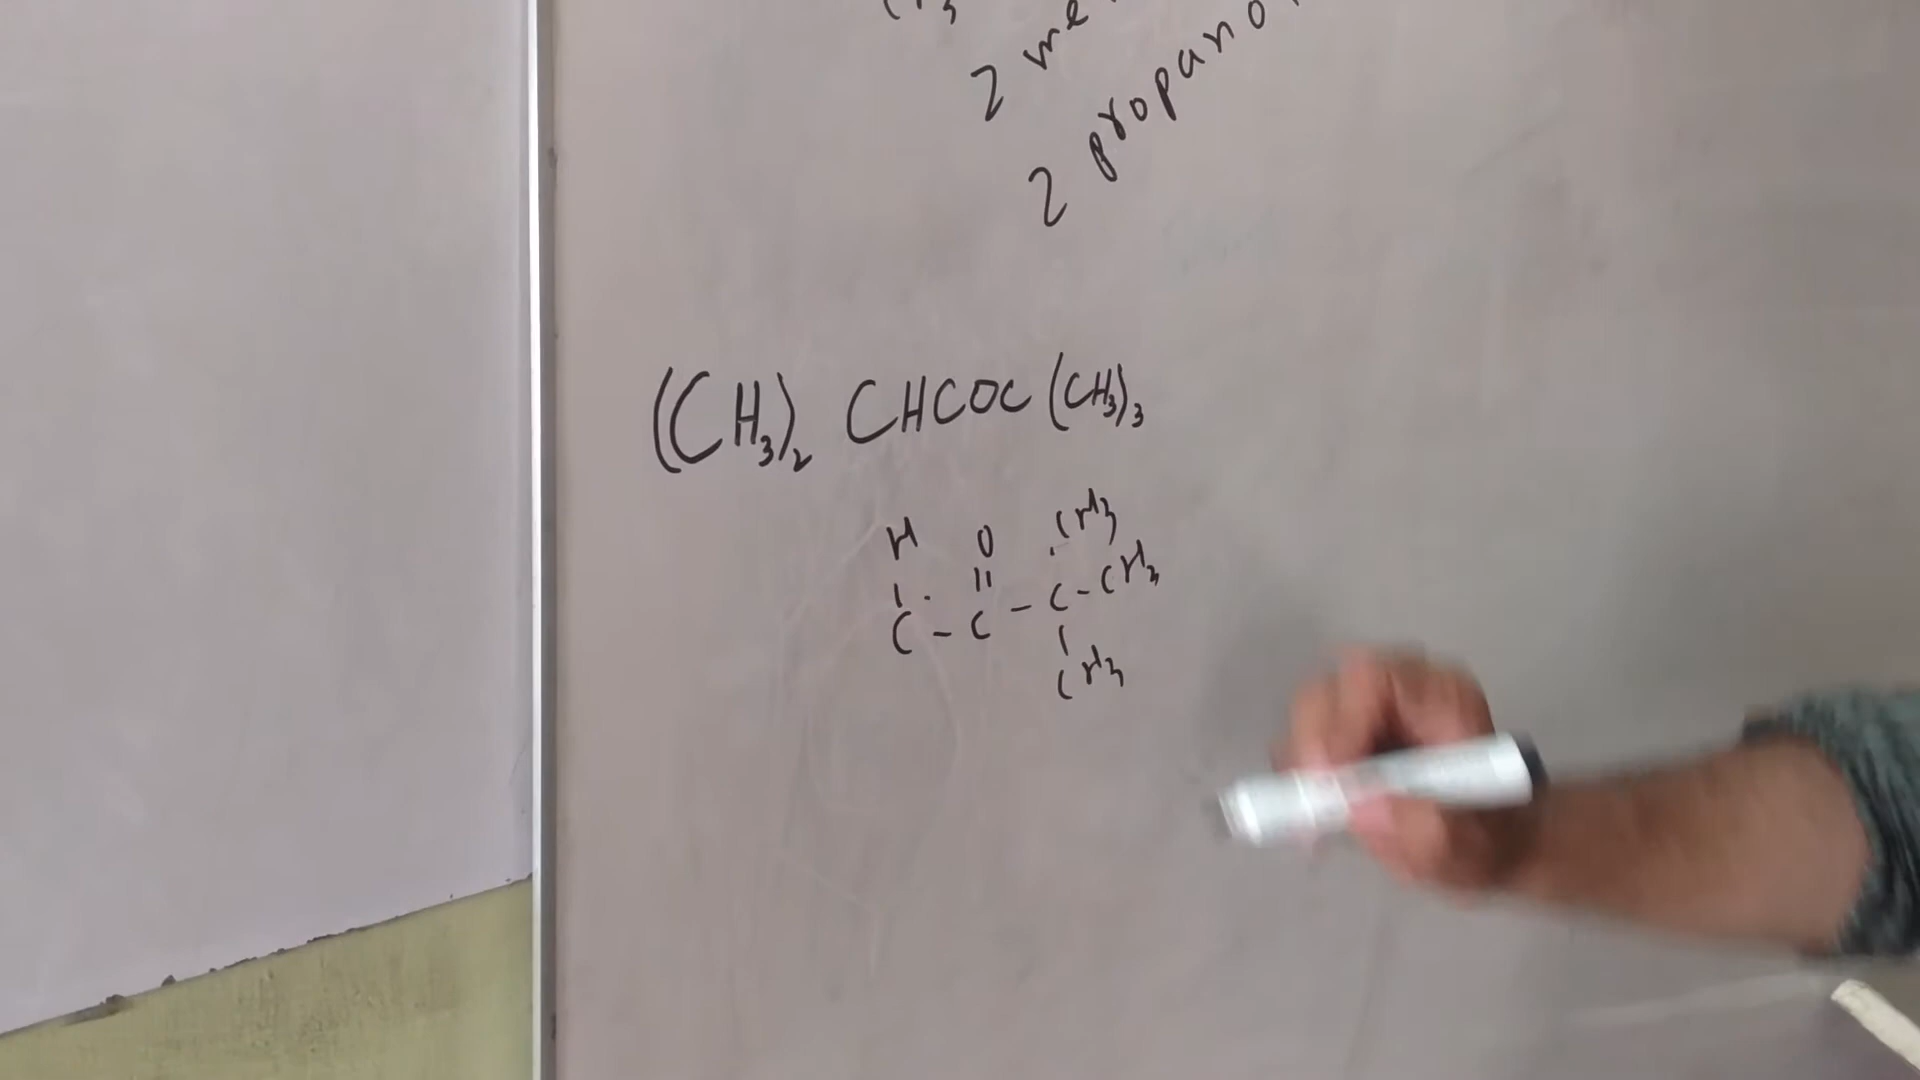 2 me
2 propano
(CH₃)₂ CHCOC (CH₃)₃
H O CH₃
C - C - C - CH₃
CH₃